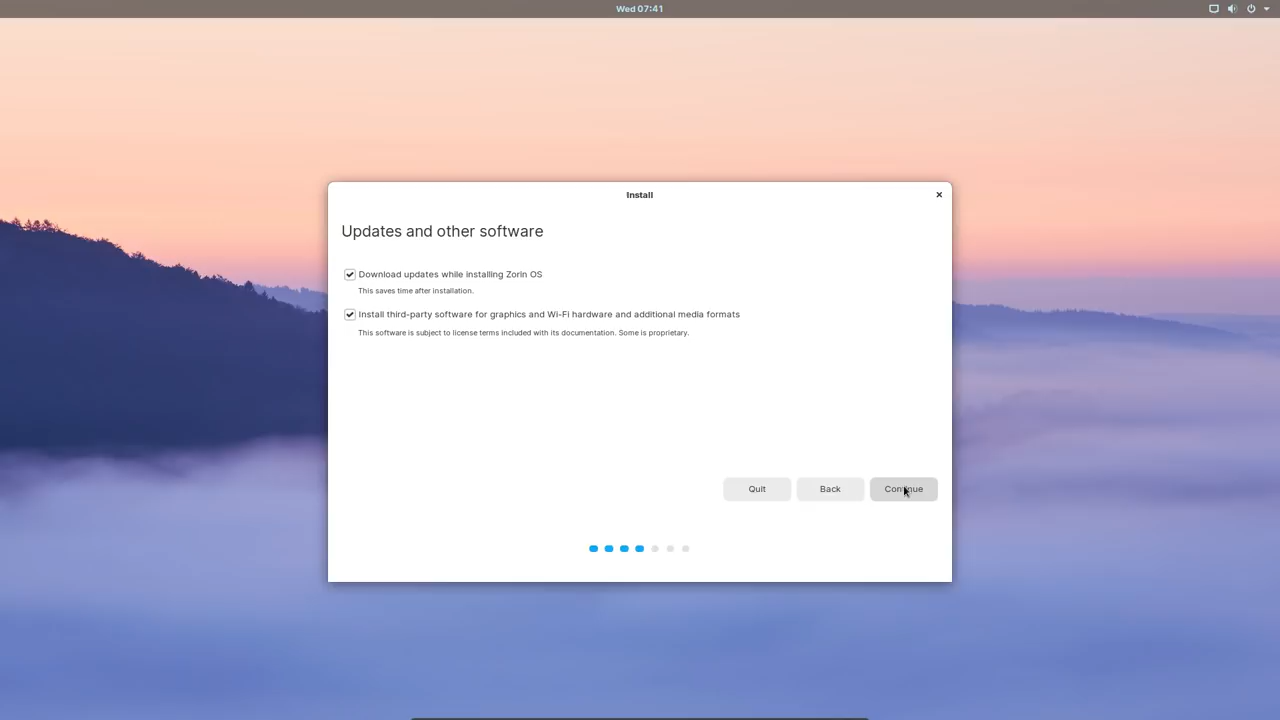 Wed 07:41
Install
Updates and other software
Download updates while installing Zorin OS
This saves time after installation.
Install third-party software for graphics and Wi-Fi hardware and additional media formats
This software is subject to license terms included with its documentation. Some is proprietary.
Quit Back Continue